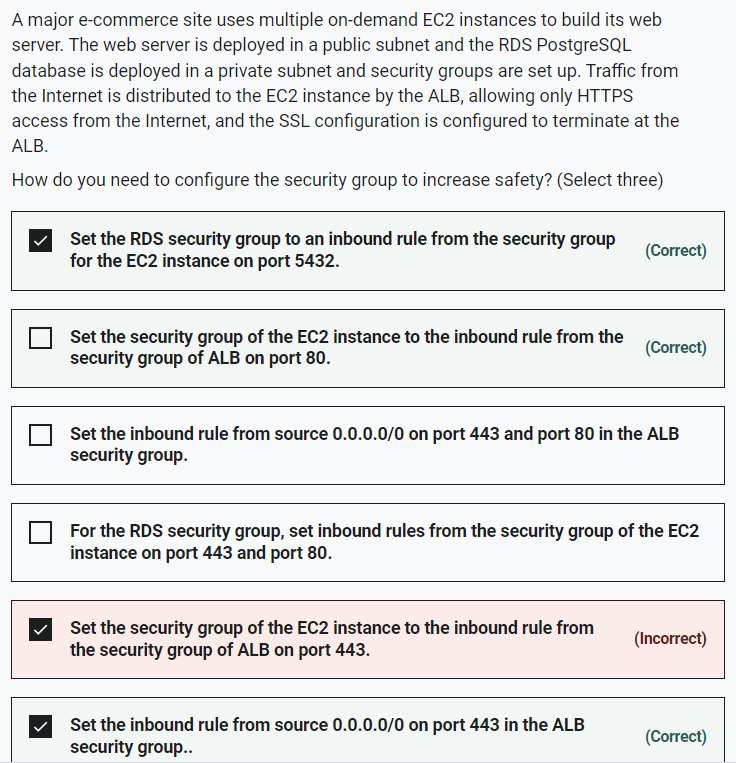 A major e-commerce site uses multiple on-demand EC2 instances to build its web
server. The web server is deployed in a public subnet and the RDS PostgreSQL
database is deployed in a private subnet and security groups are set up. Traffic from
the Internet is distributed to the EC2 instance by the ALB, allowing only HTTPS
access from the Internet, and the SSL configuration is configured to terminate at the
ALB.
How do you need to configure the security group to increase safety? (Select three)
Set the RDS security group to an inbound rule from the security group
for the EC2 instance on port 5432.
(Correct)
Set the security group of the EC2 instance to the inbound rule from the
security group of ALB on port 80.
(Correct)
Set the inbound rule from source 0.0.0.0/0 on port 443 and port 80 in the ALB
security group.
For the RDS security group, set inbound rules from the security group of the EC2
instance on port 443 and port 80.
Set the security group of the EC2 instance to the inbound rule from
the security group of ALB on port 443.
(Incorrect)
Set the inbound rule from source 0.0.0.0/0 on port 443 in the ALB
security group..
(Correct)